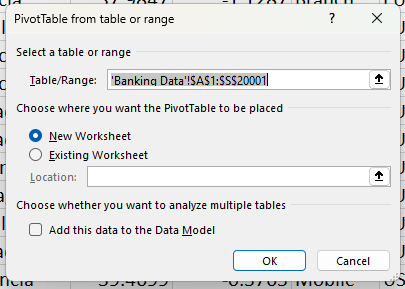 PivotTable from table or range
Select a table or range
Table/Range: 'Banking Data'!$A$1:$S$20001
Choose where you want the PivotTable to be placed
New Worksheet
Existing Worksheet
Location:
Choose whether you want to analyze multiple tables
Add this data to the Data Model
OK Cancel